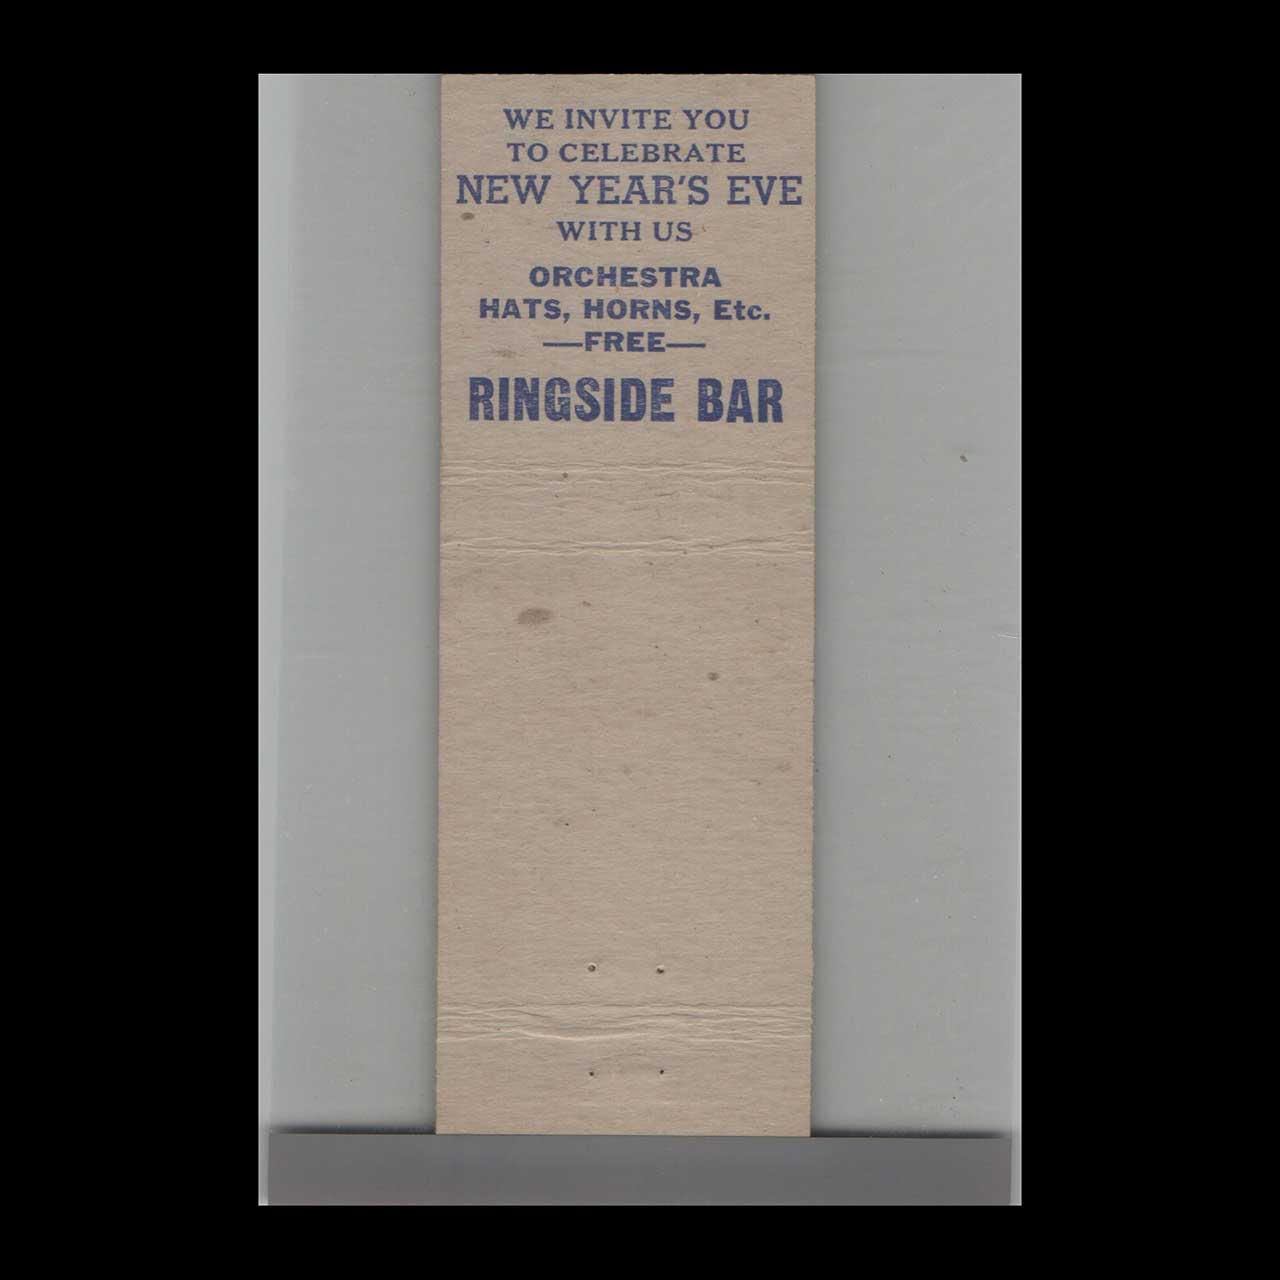 WE INVITE YOU
TO CELEBRATE
NEW YEAR'S EVE
WITH US
ORCHESTRA
HATS, HORNS, Etc.
—FREE—
RINGSIDE BAR